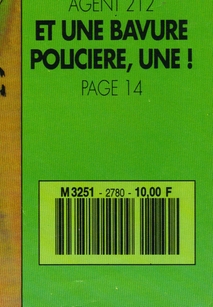 AGENT 212
ET UNE BAVURE
POLICIERE, UNE !
PAGE 14
M 3251 - 2780 - 10,00 F